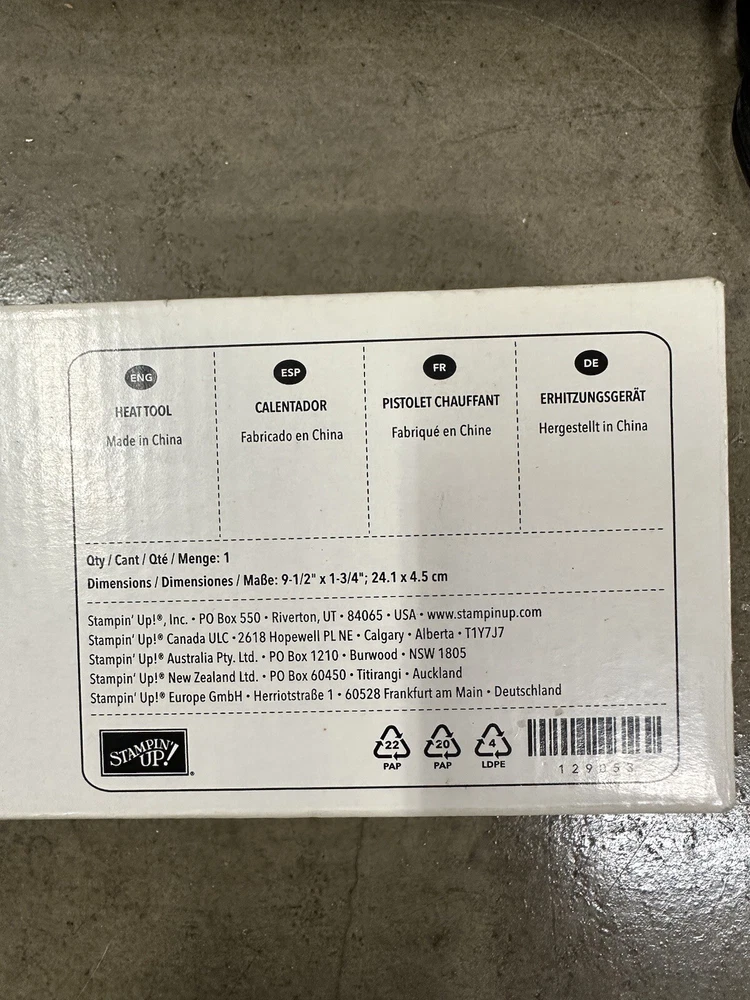 ENG
HEAT TOOL
Made in China
ESP
CALENTADOR
Fabricado en China
FR
PISTOLET CHAUFFANT
Fabriqué en Chine
DE
ERHITZUNGSGERÄT
Hergestellt in China
Qty / Cant / Qté / Menge: 1
Dimensions / Dimensiones / Maße: 9-1/2" x 1-3/4"; 24.1 x 4.5 cm
Stampin' Up!®, Inc. • PO Box 550 • Riverton, UT • 84065 • USA • www.stampinup.com
Stampin' Up!® Canada ULC • 2618 Hopewell PL NE • Calgary • Alberta • T1Y7J7
Stampin' Up!® Australia Pty. Ltd. • PO Box 1210 • Burwood • NSW 1805
Stampin' Up!® New Zealand Ltd. • PO Box 60450 • Titirangi • Auckland
Stampin' Up!® Europe GmbH • Herriotstraße 1 • 60528 Frankfurt am Main • Deutschland
STAMPIN' UP!®
22 PAP
20 PAP
4 LDPE
129053